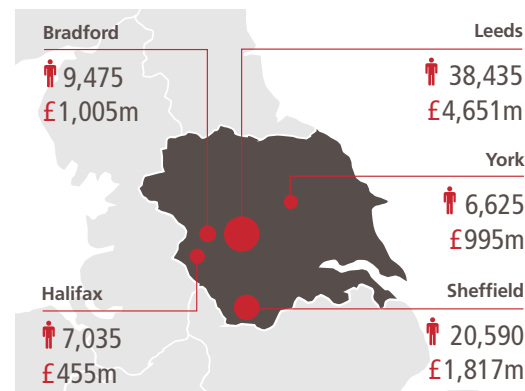 Bradford
9,475
£1,005m
Leeds
38,435
£4,651m
York
6,625
£995m
Halifax
7,035
£455m
Sheffield
20,590
£1,817m